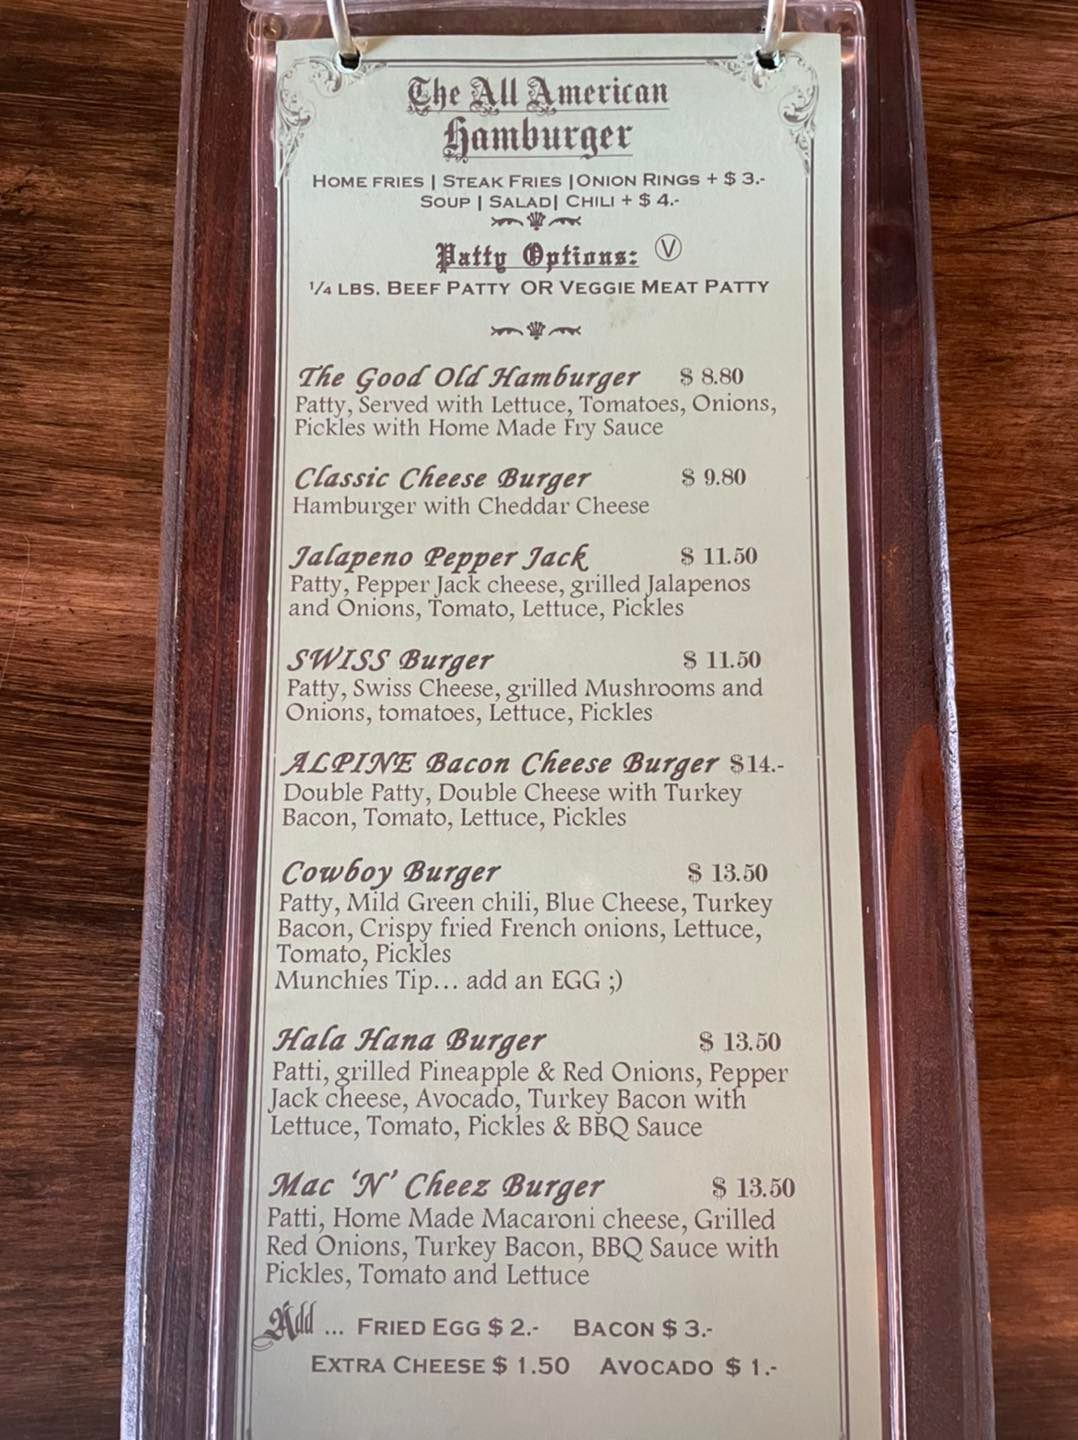 The All American
Hamburger
HOME FRIES | STEAK FRIES |ONION RINGS + $ 3.-
SOUP | SALAD| CHILI + $ 4.-
Patty Options: Ⓥ
1/4 LBS. BEEF PATTY OR VEGGIE MEAT PATTY
The Good Old Hamburger $ 8.80
Patty, Served with Lettuce, Tomatoes, Onions,
Pickles with Home Made Fry Sauce
Classic Cheese Burger $ 9.80
Hamburger with Cheddar Cheese
Jalapeno Pepper Jack $ 11.50
Patty, Pepper Jack cheese, grilled Jalapenos
and Onions, Tomato, Lettuce, Pickles
SWISS Burger $ 11.50
Patty, Swiss Cheese, grilled Mushrooms and
Onions, tomatoes, Lettuce, Pickles
ALPINE Bacon Cheese Burger $14.-
Double Patty, Double Cheese with Turkey
Bacon, Tomato, Lettuce, Pickles
Cowboy Burger $ 13.50
Patty, Mild Green chili, Blue Cheese, Turkey
Bacon, Crispy fried French onions, Lettuce,
Tomato, Pickles
Munchies Tip... add an EGG ;)
Hala Hana Burger $ 13.50
Patti, grilled Pineapple & Red Onions, Pepper
Jack cheese, Avocado, Turkey Bacon with
Lettuce, Tomato, Pickles & BBQ Sauce
Mac ‘N’ Cheez Burger $ 13.50
Patti, Home Made Macaroni cheese, Grilled
Red Onions, Turkey Bacon, BBQ Sauce with
Pickles, Tomato and Lettuce
Add ... FRIED EGG $ 2.- BACON $ 3.-
EXTRA CHEESE $ 1.50 AVOCADO $ 1.-